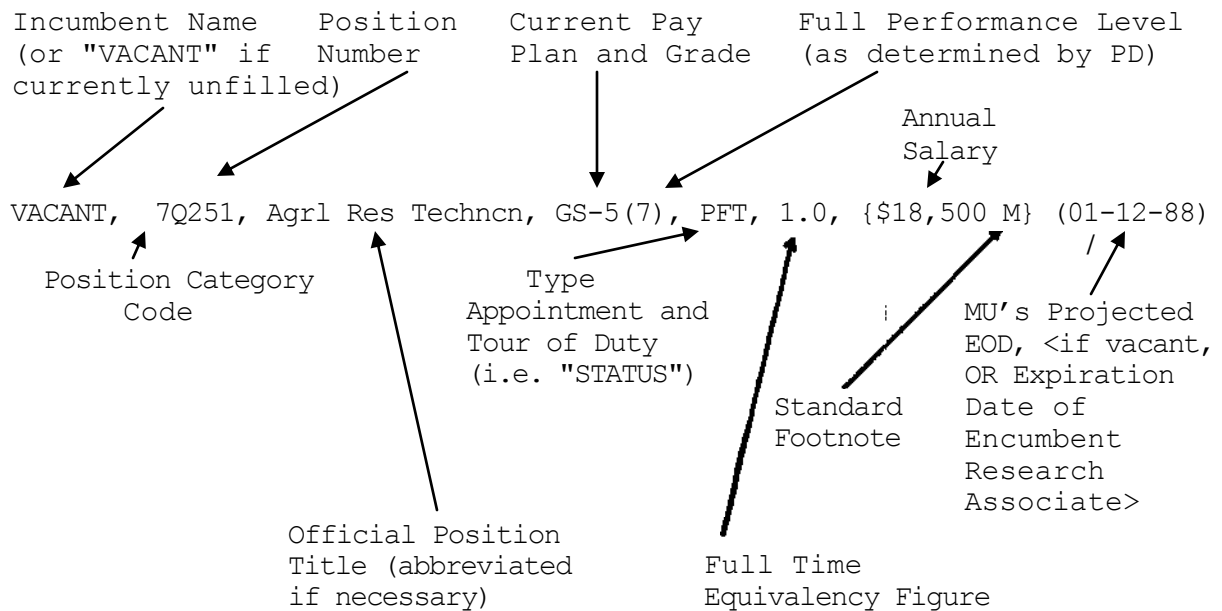 Incumbent Name
(or "VACANT" if
currently unfilled)
Position
Number
Current Pay
Plan and Grade
Full Performance Level
(as determined by PD)
Annual
Salary
VACANT, 7Q251, Agrl Res Techncn, GS-5(7), PFT, 1.0, {$18,500 M} (01-12-88)
/
Position Category
Code
Type
Appointment and
Tour of Duty
(i.e. "STATUS")
MU’s Projected
EOD, <if vacant,
OR Expiration
Date of
Encumbent
Research
Associate>
Standard
Footnote
Official Position
Title (abbreviated
if necessary)
Full Time
Equivalency Figure